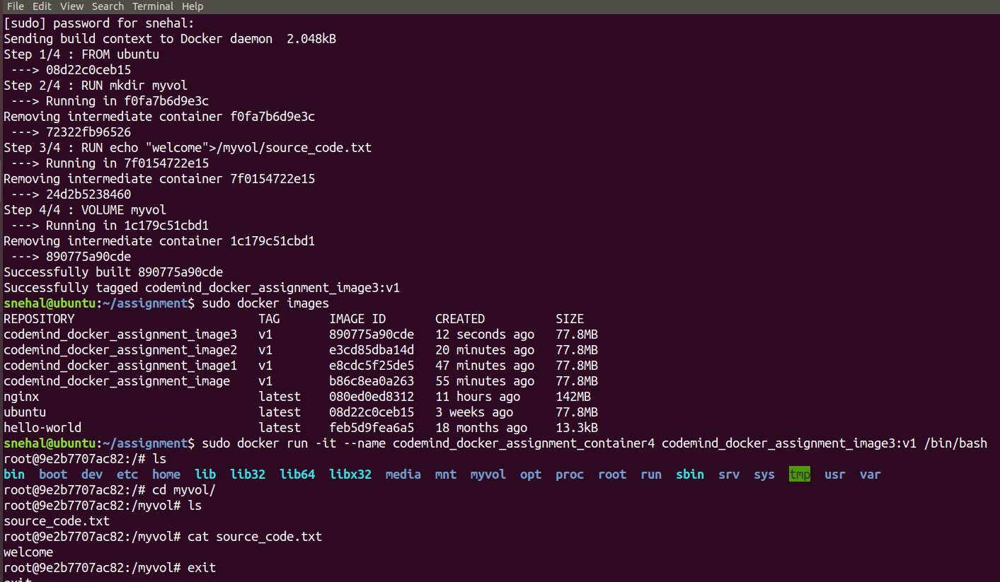 File Edit View Search Terminal Help
[sudo] password for snehal:
Sending build context to Docker daemon  2.048kB
Step 1/4 : FROM ubuntu
 ---> 08d22c0ceb15
Step 2/4 : RUN mkdir myvol
 ---> Running in f0fa7b6d9e3c
Removing intermediate container f0fa7b6d9e3c
 ---> 72322fb96526
Step 3/4 : RUN echo "welcome">/myvol/source_code.txt
 ---> Running in 7f0154722e15
Removing intermediate container 7f0154722e15
 ---> 24d2b5238460
Step 4/4 : VOLUME myvol
 ---> Running in 1c179c51cbd1
Removing intermediate container 1c179c51cbd1
 ---> 890775a90cde
Successfully built 890775a90cde
Successfully tagged codemind_docker_assignment_image3:v1
snehal@ubuntu:~/assignment$ sudo docker images
REPOSITORY                          TAG       IMAGE ID       CREATED          SIZE
codemind_docker_assignment_image3   v1        890775a90cde   12 seconds ago   77.8MB
codemind_docker_assignment_image2   v1        e3cd85dba14d   20 minutes ago   77.8MB
codemind_docker_assignment_image1   v1        e8cdc5f25de5   47 minutes ago   77.8MB
codemind_docker_assignment_image    v1        b86c8ea0a263   55 minutes ago   77.8MB
nginx                               latest    080ed0ed8312   11 hours ago     142MB
ubuntu                              latest    08d22c0ceb15   3 weeks ago      77.8MB
hello-world                         latest    feb5d9fea6a5   18 months ago    13.3kB
snehal@ubuntu:~/assignment$ sudo docker run -it --name codemind_docker_assignment_container4 codemind_docker_assignment_image3:v1 /bin/bash
root@9e2b7707ac82:/# ls
bin  boot  dev  etc  home  lib  lib32  lib64  libx32  media  mnt  myvol  opt  proc  root  run  sbin  srv  sys  tmp  usr  var
root@9e2b7707ac82:/# cd myvol/
root@9e2b7707ac82:/myvol# ls
source_code.txt
root@9e2b7707ac82:/myvol# cat source_code.txt
welcome
root@9e2b7707ac82:/myvol# exit
exit